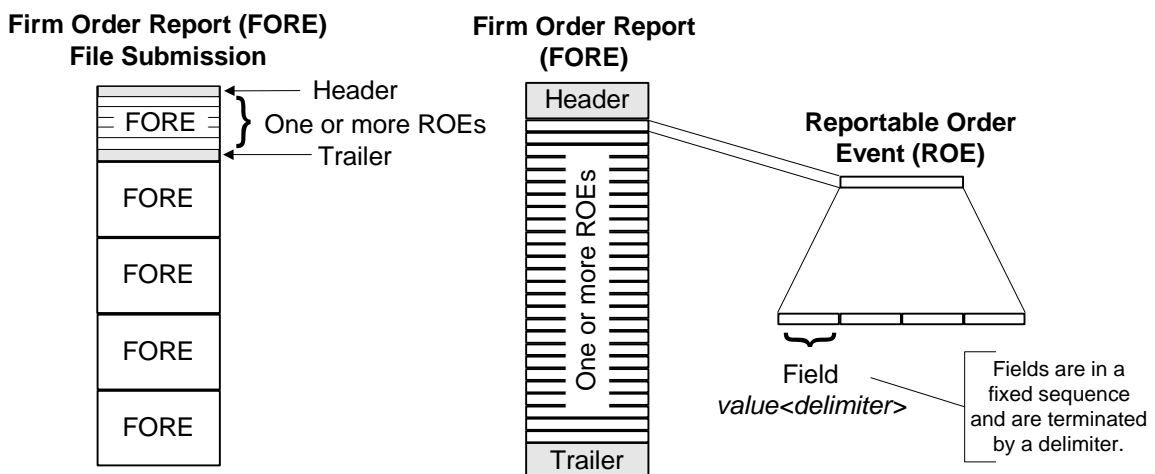 Firm Order Report (FORE)
File Submission
Header
FORE
One or more ROEs
Trailer
FORE
FORE
FORE
FORE
Firm Order Report
(FORE)
Header
One or more ROEs
Trailer
Reportable Order
Event (ROE)
Field
value<delimiter>
Fields are in a
fixed sequence
and are terminated
by a delimiter.